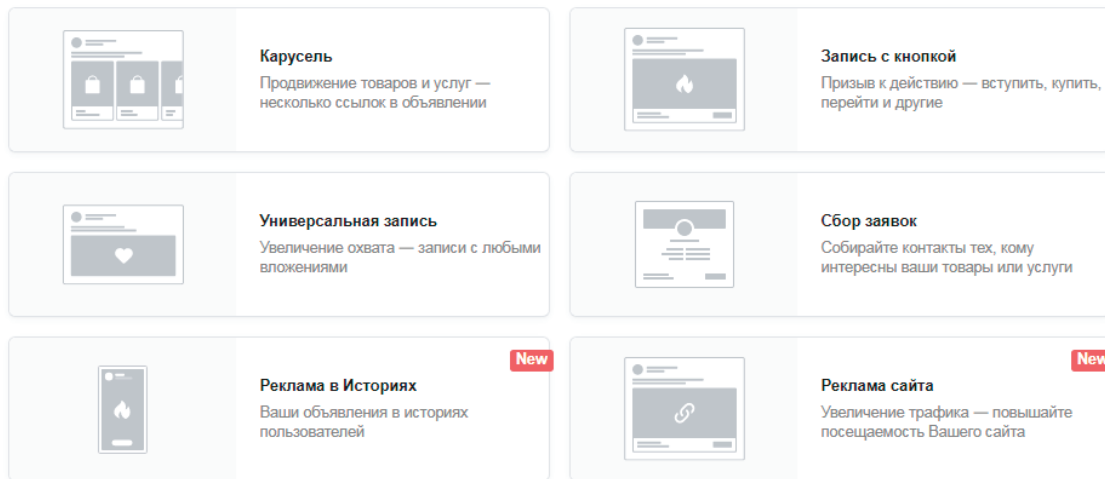 Карусель
Продвижение товаров и услуг —
несколько ссылок в объявлении
Запись с кнопкой
Призыв к действию — вступить, купить,
перейти и другие
Универсальная запись
Увеличение охвата — записи с любыми
вложениями
Сбор заявок
Собирайте контакты тех, кому
интересны ваши товары или услуги
New
Реклама в Историях
Ваши объявления в историях
пользователей
New
Реклама сайта
Увеличение трафика — повышайте
посещаемость Вашего сайта